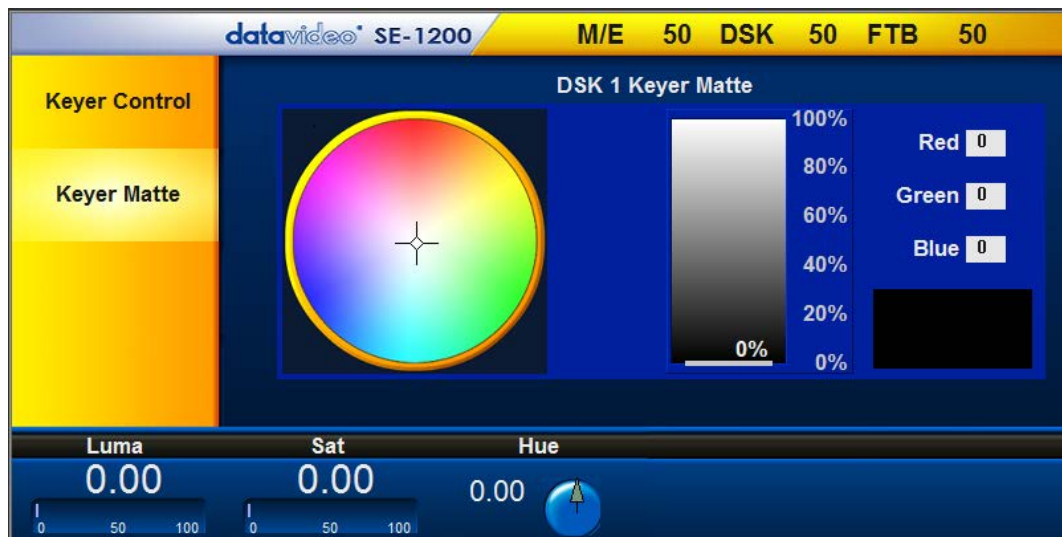 datavideo SE-1200 M/E 50 DSK 50 FTB 50
Keyer Control
Keyer Matte
DSK 1 Keyer Matte
100%
80%
60%
40%
20%
0%
0%
Red 0
Green 0
Blue 0
Luma Sat Hue
0.00 0.00 0.00
0 50 100 0 50 100